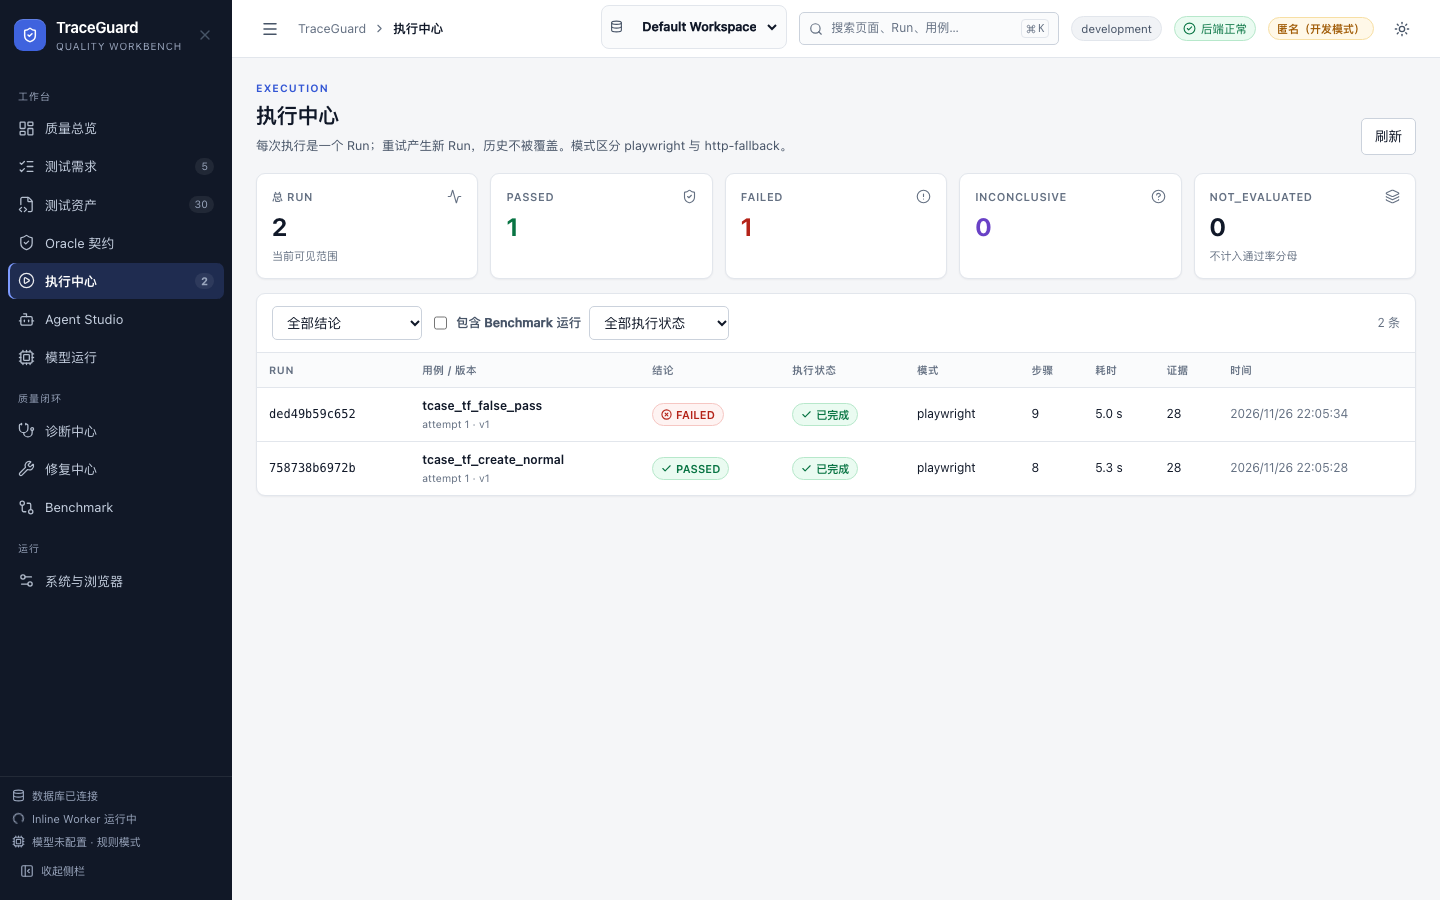 TraceGuard
QUALITY WORKBENCH
工作台
质量总览
测试需求 5
测试资产 30
Oracle 契约
执行中心 2
Agent Studio
模型运行
质量闭环
诊断中心
修复中心
Benchmark
运行
系统与浏览器
数据库已连接
Inline Worker 运行中
模型未配置 · 规则模式
收起侧栏
TraceGuard > 执行中心
Default Workspace
搜索页面、Run、用例... ⌘ K
development
后端正常
匿名（开发模式）
EXECUTION
执行中心
每次执行是一个 Run；重试产生新 Run，历史不被覆盖。模式区分 playwright 与 http-fallback。
刷新
总 RUN
2
当前可见范围
PASSED
1
FAILED
1
INCONCLUSIVE
0
NOT_EVALUATED
0
不计入通过率分母
全部结论 包含 Benchmark 运行 全部执行状态 2 条
RUN 用例 / 版本 结论 执行状态 模式 步骤 耗时 证据 时间
ded49b59c652 tcase_tf_false_pass FAILED 已完成 playwright 9 5.0 s 28 2026/11/26 22:05:34
attempt 1 · v1
758738b6972b tcase_tf_create_normal PASSED 已完成 playwright 8 5.3 s 28 2026/11/26 22:05:28
attempt 1 · v1